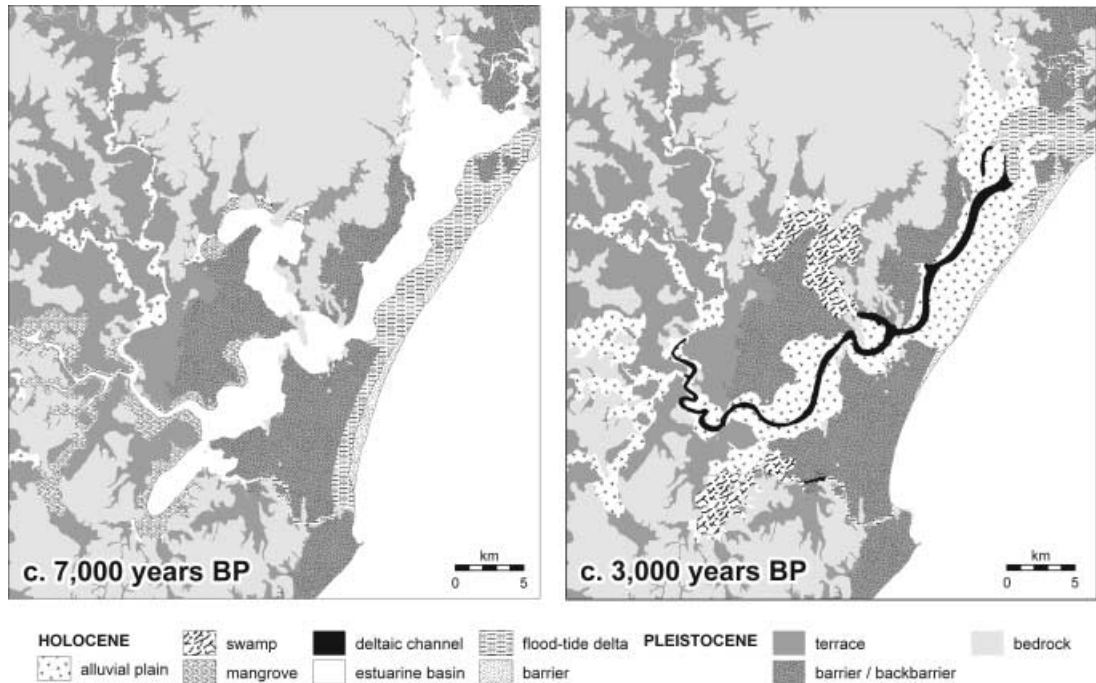 c. 7,000 years BP
km
0 5
c. 3,000 years BP
km
0 5
HOLOCENE swamp deltaic channel flood-tide delta PLEISTOCENE terrace bedrock
alluvial plain mangrove estuarine basin barrier barrier / backbarrier